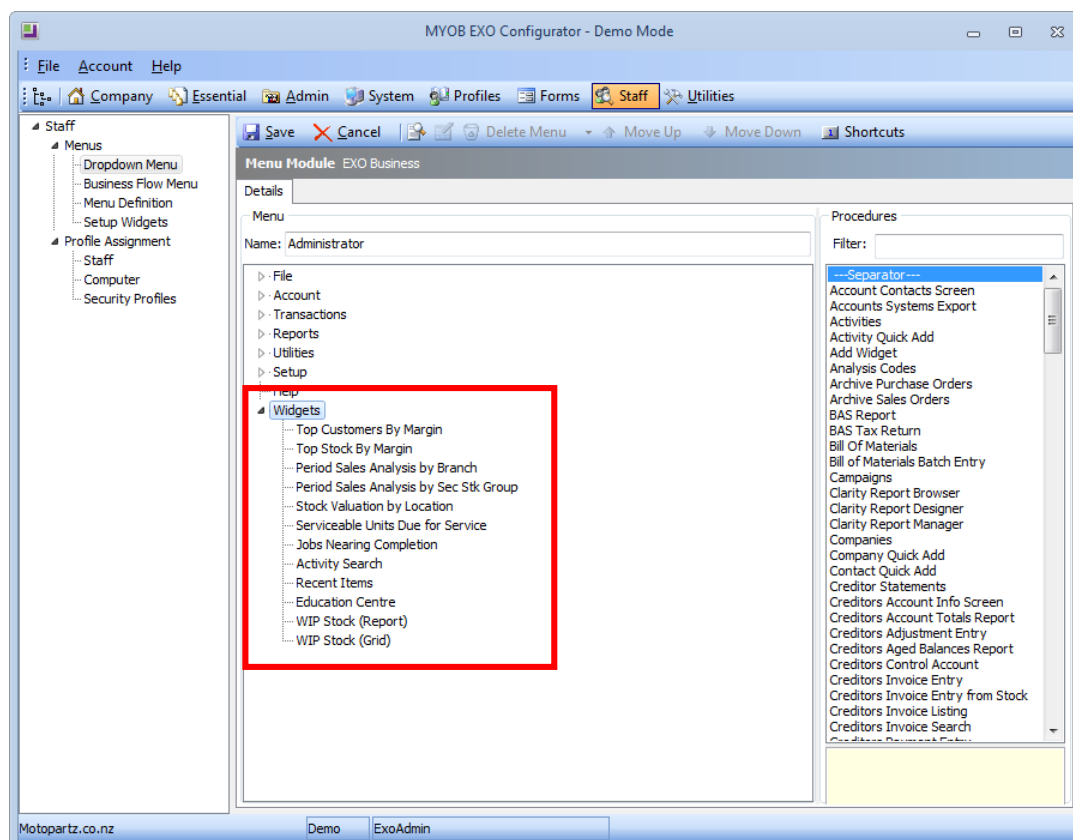 MYOB EXO Configurator - Demo Mode
File Account Help
Company Essential Admin System Profiles Forms Staff Utilities
Staff
Menus
Dropdown Menu
Business Flow Menu
Menu Definition
Setup Widgets
Profile Assignment
Staff
Computer
Security Profiles
Save Cancel Delete Menu Move Up Move Down Shortcuts
Menu Module EXO Business
Details
Menu
Name: Administrator
File
Account
Transactions
Reports
Utilities
Setup
Help
Widgets
Top Customers By Margin
Top Stock By Margin
Period Sales Analysis by Branch
Period Sales Analysis by Sec Stk Group
Stock Valuation by Location
Serviceable Units Due for Service
Jobs Nearing Completion
Activity Search
Recent Items
Education Centre
WIP Stock (Report)
WIP Stock (Grid)
Procedures
Filter:
---Separator---
Account Contacts Screen
Accounts Systems Export
Activities
Activity Quick Add
Add Widget
Analysis Codes
Archive Purchase Orders
Archive Sales Orders
BAS Report
BAS Tax Return
Bill Of Materials
Bill of Materials Batch Entry
Campaigns
Clarity Report Browser
Clarity Report Designer
Clarity Report Manager
Companies
Company Quick Add
Contact Quick Add
Creditor Statements
Creditors Account Info Screen
Creditors Account Totals Report
Creditors Adjustment Entry
Creditors Aged Balances Report
Creditors Control Account
Creditors Invoice Entry
Creditors Invoice Entry from Stock
Creditors Invoice Listing
Creditors Invoice Search
Creditors Payment Entry
Motopartz.co.nz Demo ExoAdmin